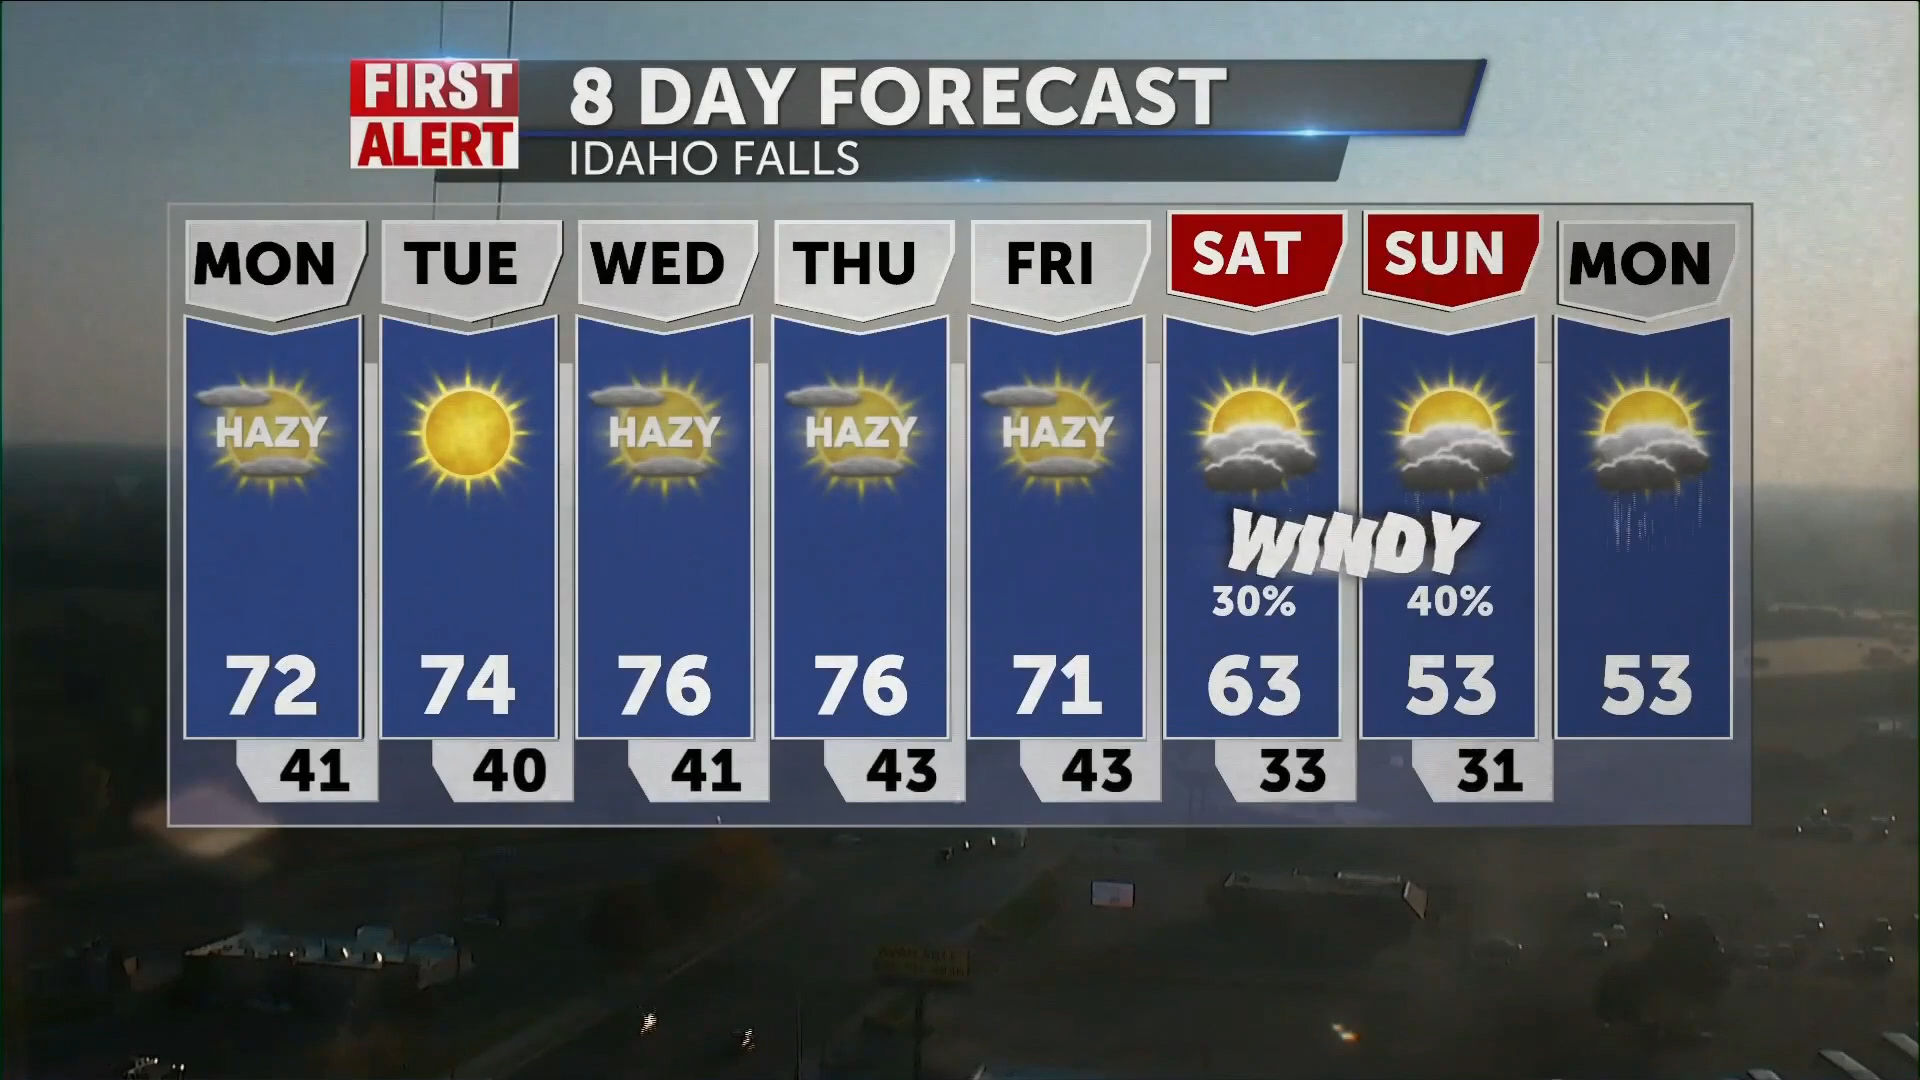 FIRST
ALERT
8 DAY FORECAST
IDAHO FALLS
MON TUE WED THU FRI SAT SUN MON
HAZY HAZY HAZY HAZY
WINDY
30% 40%
72 74 76 76 71 63 53 53
41 40 41 43 43 33 31